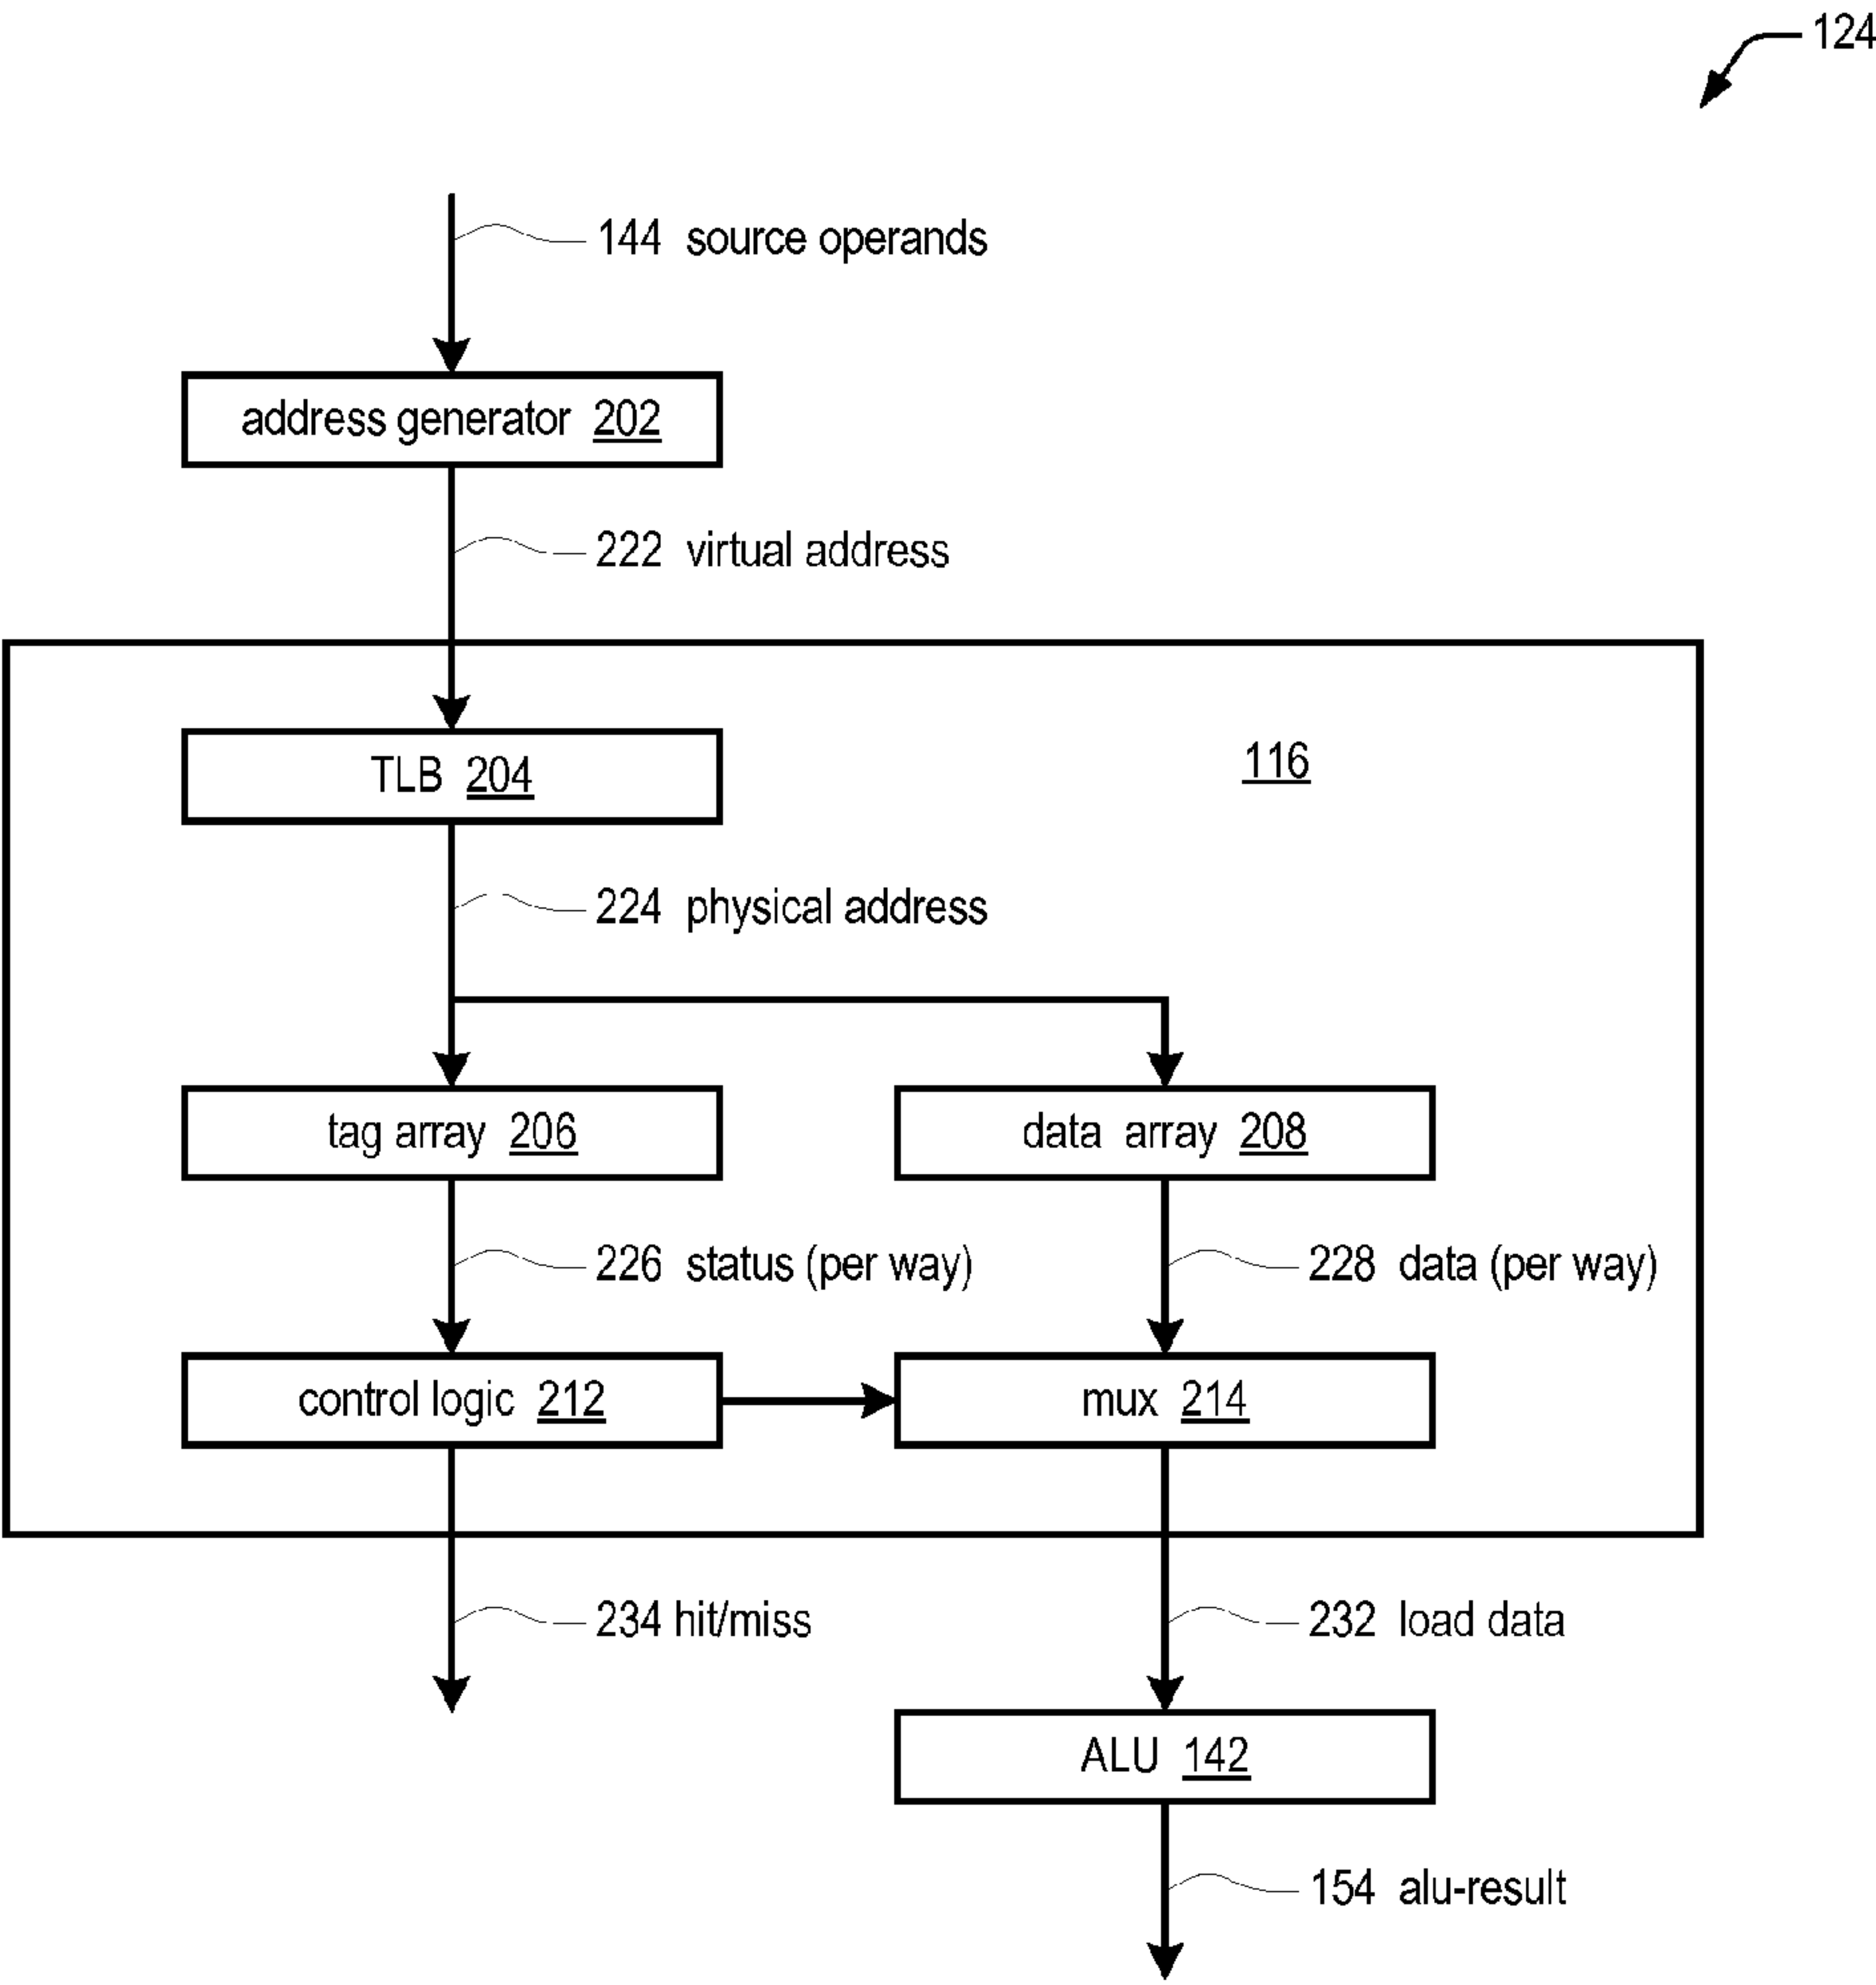 124
144 source operands
address generator 202
222 virtual address
TLB 204
116
224 physical address
tag array 206
data array 208
226 status (per way)
228 data (per way)
control logic 212
mux 214
234 hit/miss
232 load data
ALU 142
154 alu-result